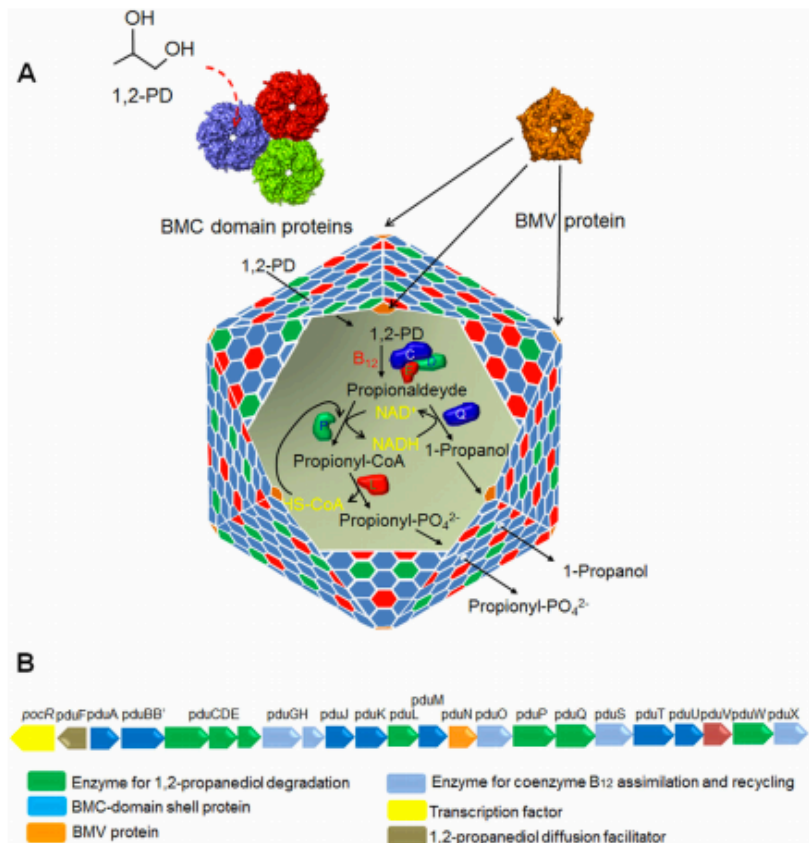 OH
OH
A
1,2-PD
BMC domain proteins
BMV protein
1,2-PD
1,2-PD
B12
C
D
E
Propionaldeyde
NAD+
Q
P
NADH
Propionyl-CoA
1-Propanol
L
HS-CoA
Propionyl-PO42-
1-Propanol
Propionyl-PO42-
B
pduM
pocR pduF pduA pduBB' pduCDE pduGH pduJ pduK pduL pduN pduO pduP pduQ pduS pduT pduU pduV pduW pduX
Enzyme for 1,2-propanediol degradation
Enzyme for coenzyme B12 assimilation and recycling
BMC-domain shell protein
Transcription factor
BMV protein
1,2-propanediol diffusion facilitator